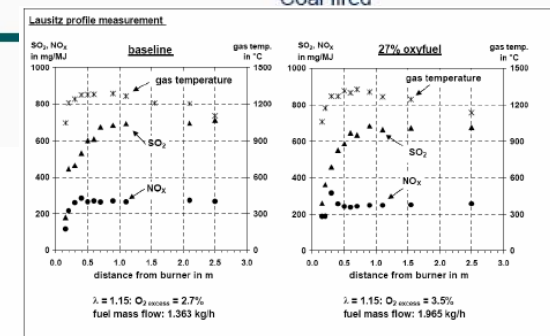 Coal fired
Lausitz profile measurement
SO₂, NOₓ
in mg/MJ
baseline
gas temp.
in °C
1000
800
600
400
200
0
1500
1200
900
600
300
0
gas temperature
SO₂
NOₓ
0.0 0.5 1.0 1.5 2.0 2.5 3.0
distance from burner in m
λ = 1.15: O₂ excess = 2.7%
fuel mass flow: 1.363 kg/h
SO₂, NOₓ
in mg/MJ
27% oxyfuel
gas temp.
in °C
1000
800
600
400
200
0
1500
1200
900
600
300
0
gas temperature
SO₂
NOₓ
0.0 0.5 1.0 1.5 2.0 2.5 3.0
distance from burner in m
λ = 1.15: O₂ excess = 3.5%
fuel mass flow: 1.965 kg/h